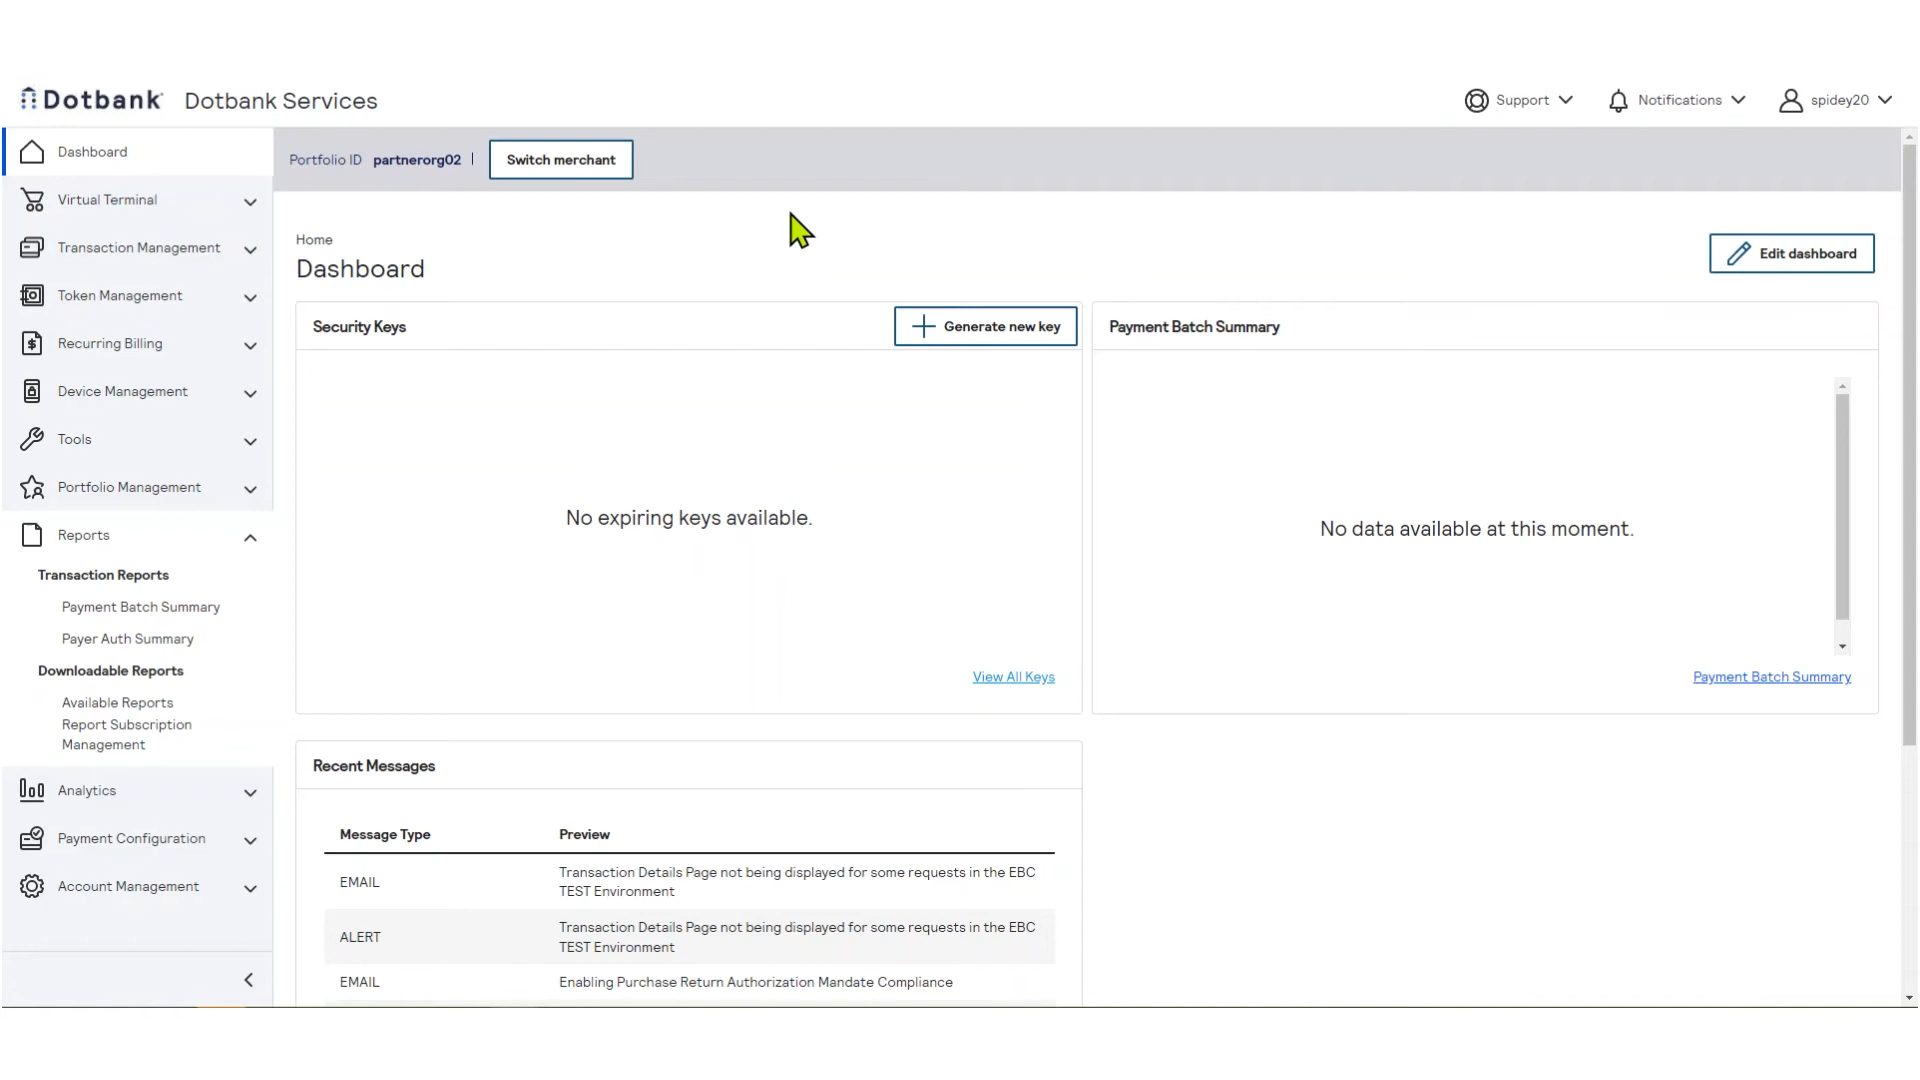 Dotbank Dotbank Services
Support
Notifications
spidey20
Dashboard
Virtual Terminal
Transaction Management
Token Management
Recurring Billing
Device Management
Tools
Portfolio Management
Reports
Transaction Reports
Payment Batch Summary
Payer Auth Summary
Downloadable Reports
Available Reports
Report Subscription
Management
Analytics
Payment Configuration
Account Management
Portfolio ID partnerorg02 |
Switch merchant
Home
Dashboard
Edit dashboard
Security Keys
Generate new key
No expiring keys available.
View All Keys
Payment Batch Summary
No data available at this moment.
Payment Batch Summary
Recent Messages
Message Type Preview
EMAIL Transaction Details Page not being displayed for some requests in the EBC
TEST Environment
ALERT Transaction Details Page not being displayed for some requests in the EBC
TEST Environment
EMAIL Enabling Purchase Return Authorization Mandate Compliance